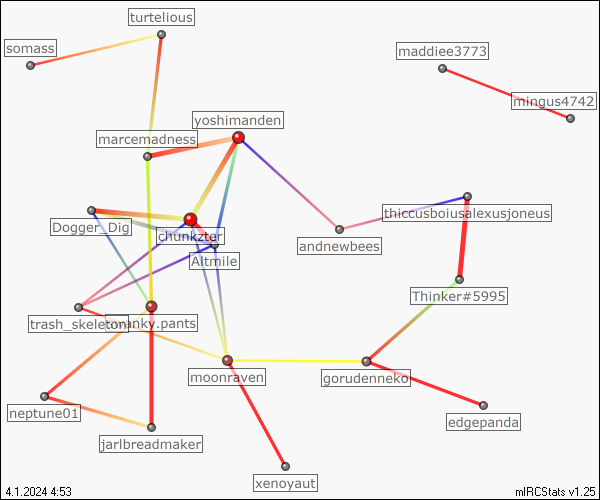 turtelious
somass
maddiee3773
mingus4742
yoshimanden
marcemadness
thiccusboiusalexusjoneus
Dogger_Dig
chunkzter
andnewbees
Altmile
Thinker#5995
trash_skeleton
.pants
moonraven
gorudenneko
neptune01
edgepanda
jarlbreadmaker
xenoyaut
4.1.2024 4:53
mIRCStats v1.25